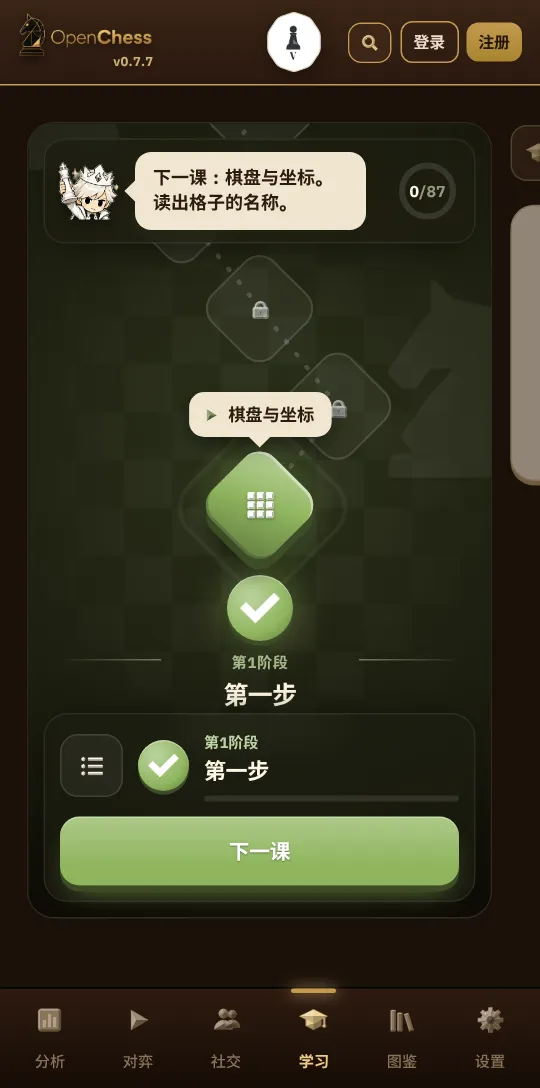 OpenChess
v0.7.7
V
登录
注册
下一课：棋盘与坐标。
读出格子的名称。
0/87
棋盘与坐标
第1阶段
第一步
第1阶段
第一步
下一课
分析
对弈
社交
学习
图鉴
设置